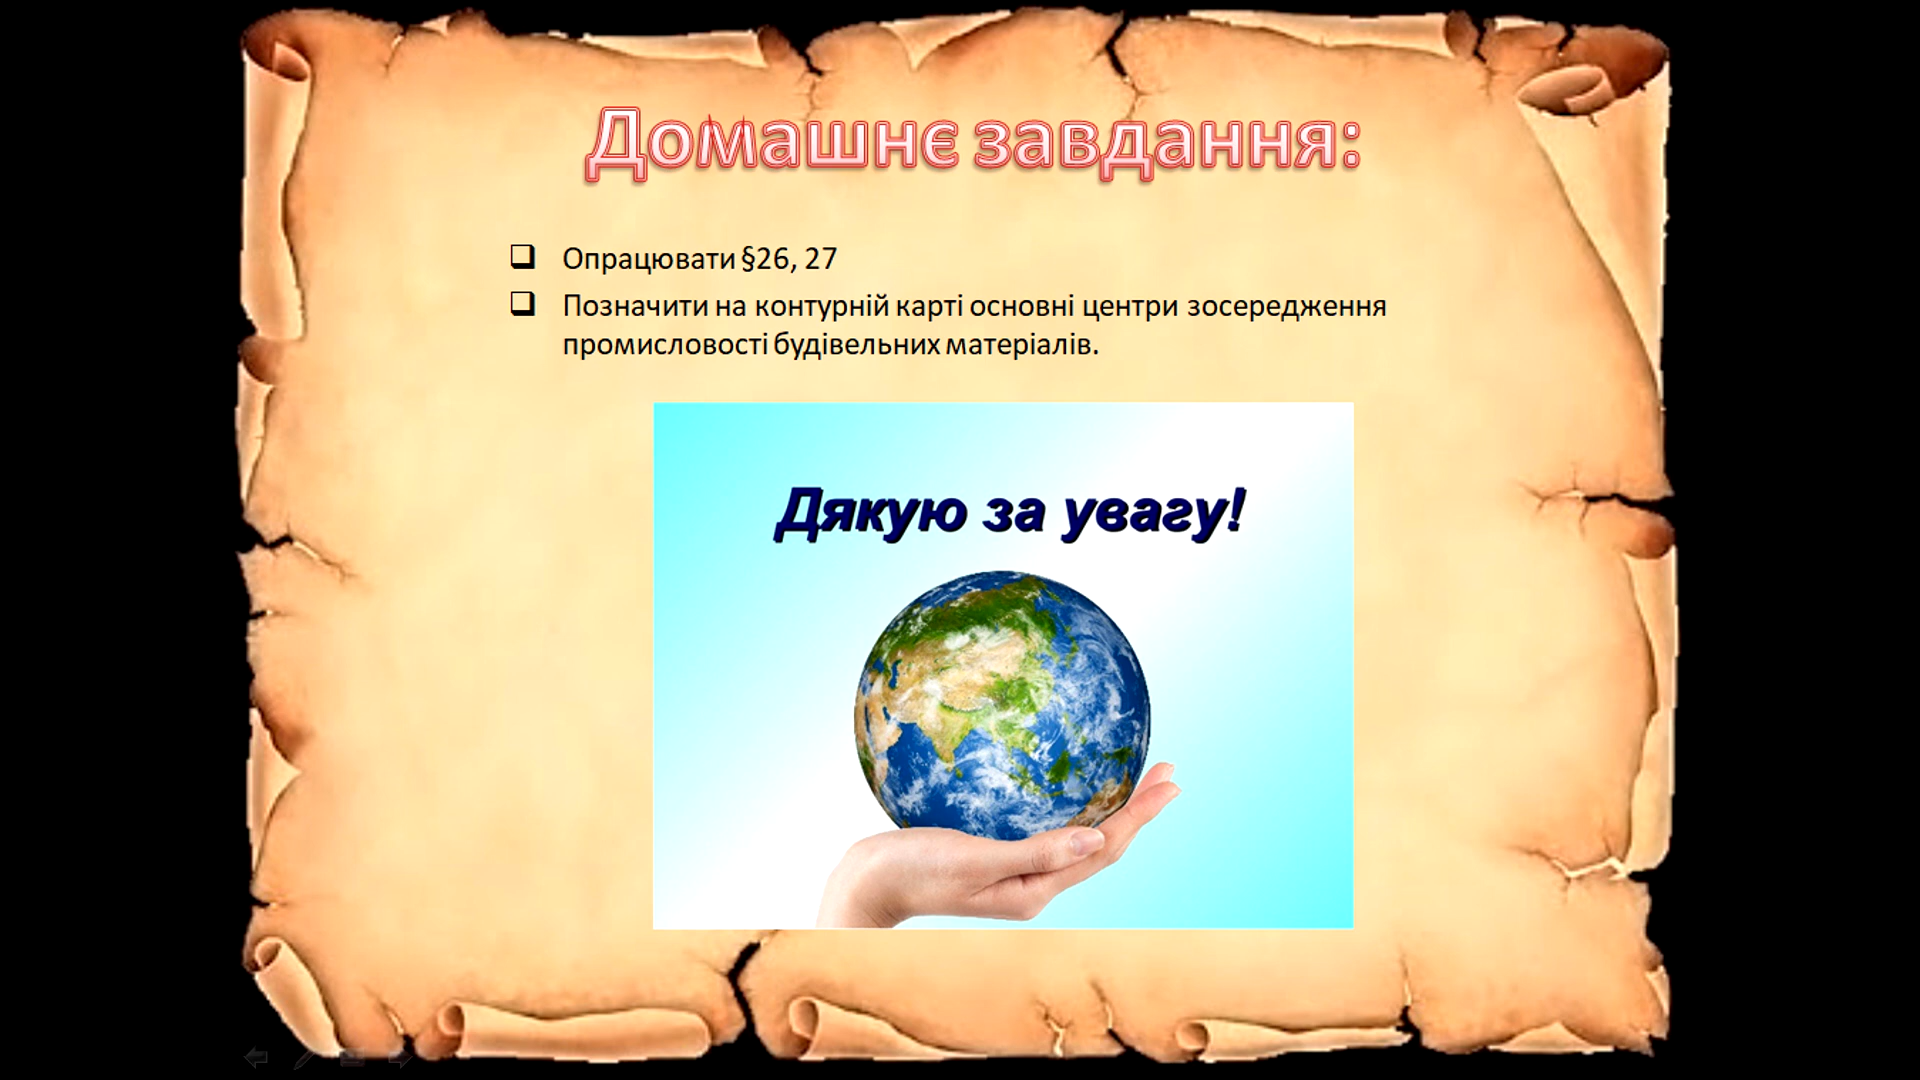 Домашнє завдання:
Опрацювати §26, 27
Позначити на контурній карті основні центри зосередження
промисловості будівельних матеріалів.
Дякую за увагу!